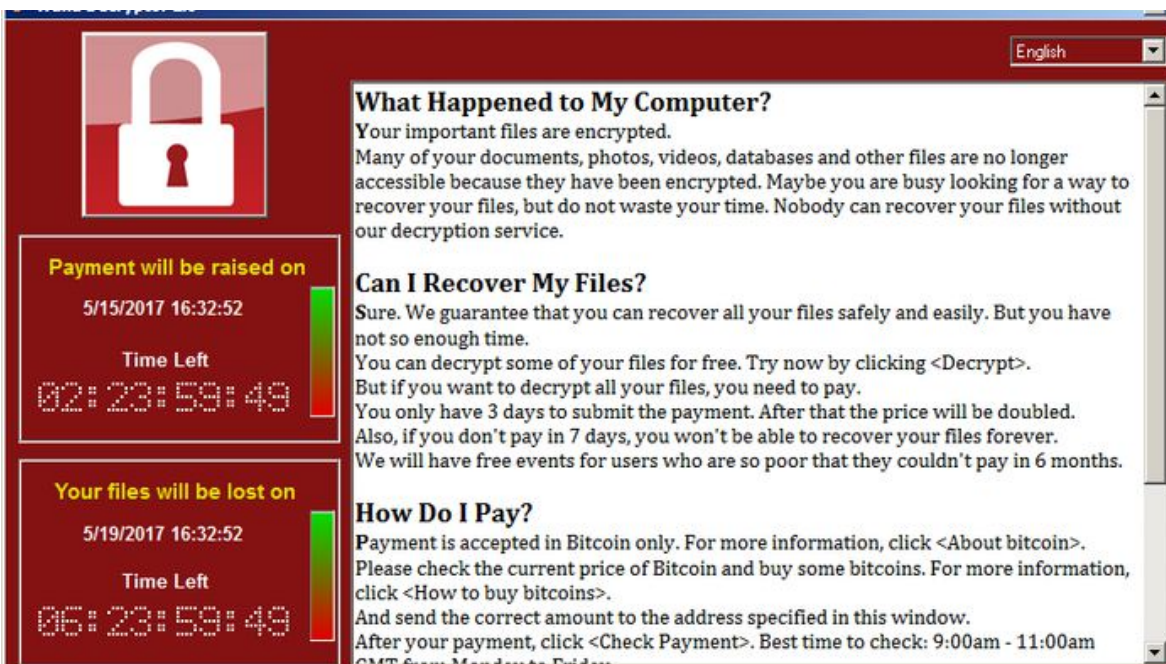 English
What Happened to My Computer?
Your important files are encrypted.
Many of your documents, photos, videos, databases and other files are no longer
accessible because they have been encrypted. Maybe you are busy looking for a way to
recover your files, but do not waste your time. Nobody can recover your files without
our decryption service.
Payment will be raised on
5/15/2017 16:32:52
Time Left
02:23:59:49
Can I Recover My Files?
Sure. We guarantee that you can recover all your files safely and easily. But you have
not so enough time.
You can decrypt some of your files for free. Try now by clicking <Decrypt>.
But if you want to decrypt all your files, you need to pay.
You only have 3 days to submit the payment. After that the price will be doubled.
Also, if you don't pay in 7 days, you won't be able to recover your files forever.
We will have free events for users who are so poor that they couldn't pay in 6 months.
Your files will be lost on
5/19/2017 16:32:52
Time Left
06:23:59:49
How Do I Pay?
Payment is accepted in Bitcoin only. For more information, click <About bitcoin>.
Please check the current price of Bitcoin and buy some bitcoins. For more information,
click <How to buy bitcoins>.
And send the correct amount to the address specified in this window.
After your payment, click <Check Payment>. Best time to check: 9:00am - 11:00am
GMT from Monday to Friday